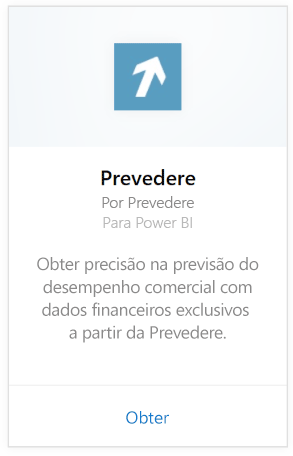 Prevedere
Por Prevedere
Para Power BI
Obter precisão na previsão do
desempenho comercial com
dados financeiros exclusivos
a partir da Prevedere.
Obter